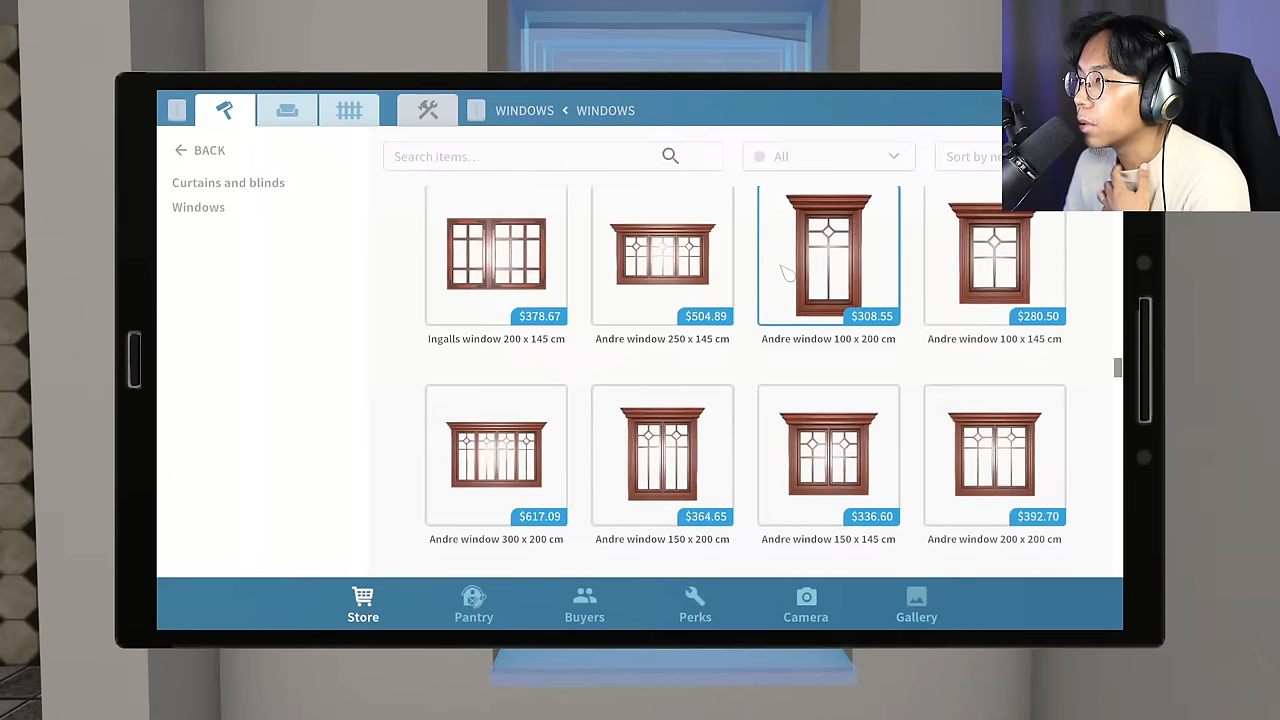 WINDOWS < WINDOWS
BACK
Search items...
All
Sort by ne
Curtains and blinds
Windows
$378.67
$504.89
$308.55
$280.50
Ingalls window 200 x 145 cm
Andre window 250 x 145 cm
Andre window 100 x 200 cm
Andre window 100 x 145 cm
$617.09
$364.65
$336.60
$392.70
Andre window 300 x 200 cm
Andre window 150 x 200 cm
Andre window 150 x 145 cm
Andre window 200 x 200 cm
Store
Pantry
Buyers
Perks
Camera
Gallery